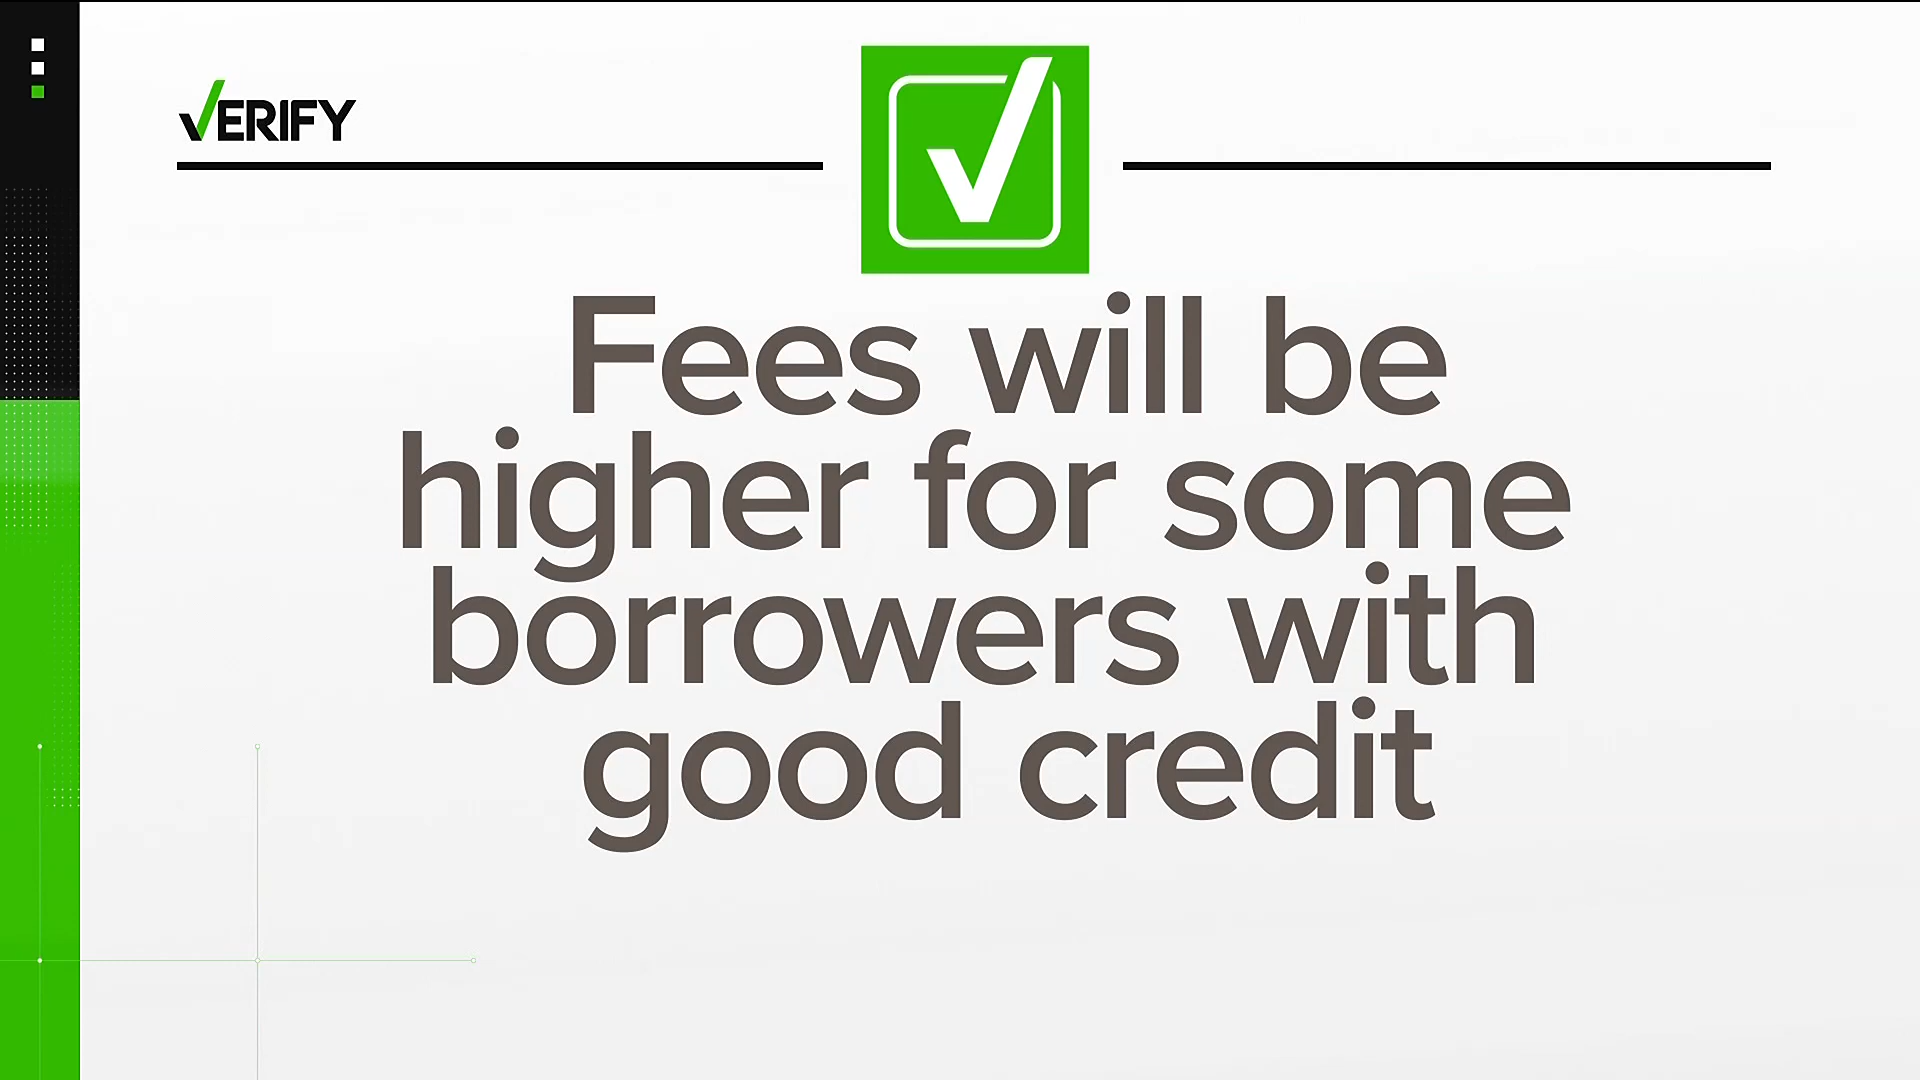 VERIFY
Fees will be
higher for some
borrowers with
good credit